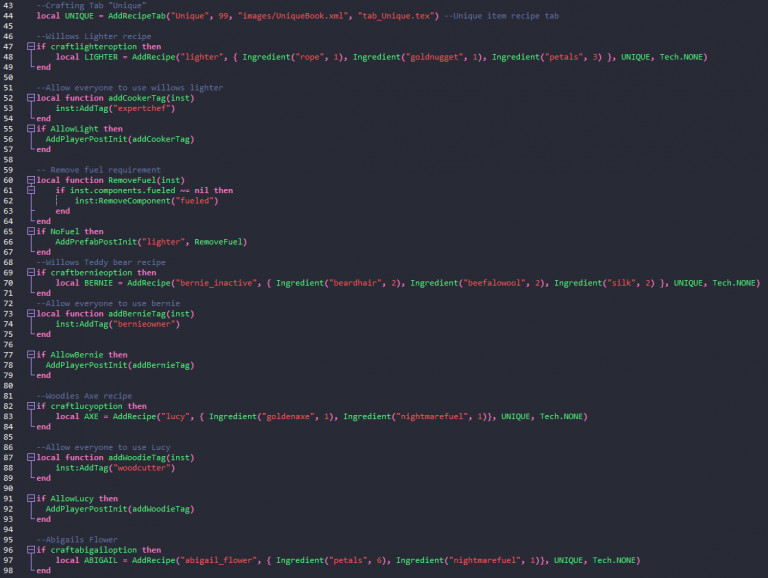 43 --Crafting Tab "Unique"
44 local UNIQUE = AddRecipeTab("Unique", 99, "images/UniqueBook.xml", "tab_Unique.tex") --Unique item recipe tab
45
46 --Willows Lighter recipe
47 if craftlighteroption then
48 local LIGHTER = AddRecipe("lighter", { Ingredient("rope", 1), Ingredient("goldnugget", 1), Ingredient("petals", 3) }, UNIQUE, Tech.NONE)
49 end
50
51 --Allow everyone to use willows lighter
52 local function addCookerTag(inst)
53 inst:AddTag("expertchef")
54 end
55 if AllowLight then
56 AddPlayerPostInit(addCookerTag)
57 end
58
59 -- Remove fuel requirement
60 local function RemoveFuel(inst)
61 if inst.components.fueled ~= nil then
62 inst:RemoveComponent("fueled")
63 end
64 end
65 if NoFuel then
66 AddPrefabPostInit("lighter", RemoveFuel)
67 end
68 --Willows Teddy bear recipe
69 if craftbernieoption then
70 local BERNIE = AddRecipe("bernie_inactive", { Ingredient("beardhair", 2), Ingredient("beefalowool", 2), Ingredient("silk", 2) }, UNIQUE, Tech.NONE)
71 end
72 --Allow everyone to use bernie
73 local function addBernieTag(inst)
74 inst:AddTag("bernieowner")
75 end
76
77 if AllowBernie then
78 AddPlayerPostInit(addBernieTag)
79 end
80
81 --Woodies Axe recipe
82 if craftlucyoption then
83 local AXE = AddRecipe("lucy", { Ingredient("goldenaxe", 1), Ingredient("nightmarefuel", 1)}, UNIQUE, Tech.NONE)
84 end
85
86 --Allow everyone to use Lucy
87 local function addWoodieTag(inst)
88 inst:AddTag("woodcutter")
89 end
90
91 if AllowLucy then
92 AddPlayerPostInit(addWoodieTag)
93 end
94
95 --Abigails Flower
96 if craftabigailoption then
97 local ABIGAIL = AddRecipe("abigail_flower", { Ingredient("petals", 6), Ingredient("nightmarefuel", 1)}, UNIQUE, Tech.NONE)
98 end